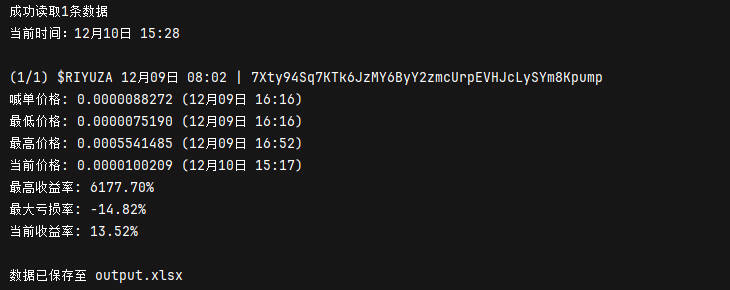 成功读取1条数据
当前时间：12月10日 15:28
(1/1) $RIYUZA 12月09日 08:02 | 7Xty94Sq7KTk6JzMY6ByY2zmcUrpEVHJcLySYm8Kpump
喊单价格: 0.0000088272 (12月09日 16:16)
最低价格: 0.0000075190 (12月09日 16:16)
最高价格: 0.0005541485 (12月09日 16:52)
当前价格: 0.0000100209 (12月10日 15:17)
最高收益率: 6177.70%
最大亏损率: -14.82%
当前收益率: 13.52%
数据已保存至 output.xlsx